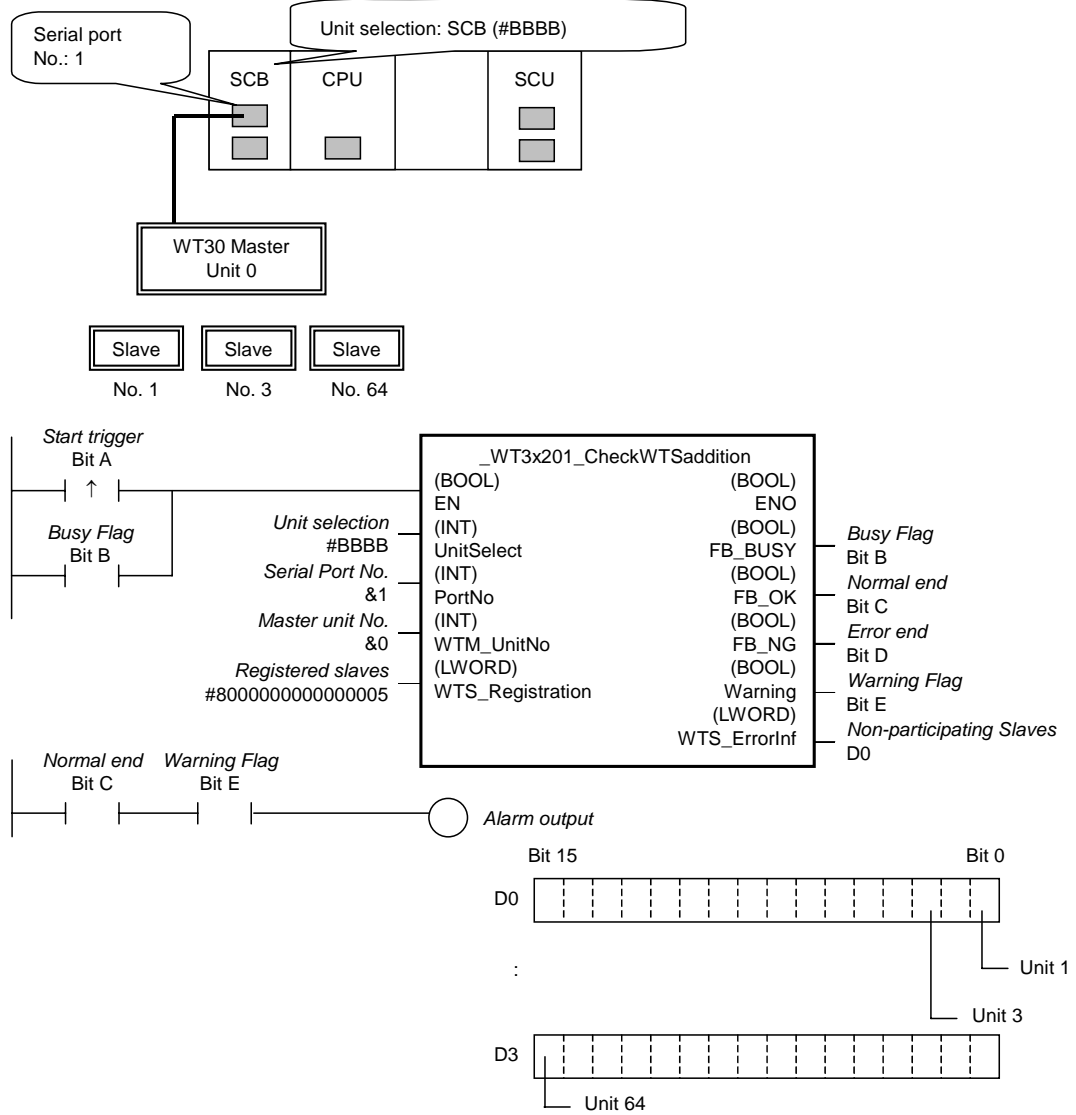 Serial port
No.: 1
Unit selection: SCB (#BBBB)
SCB
CPU
SCU
WT30 Master
Unit 0
Slave
Slave
Slave
No. 1
No. 3
No. 64
Start trigger
Bit A
↑
Busy Flag
Bit B
Unit selection
#BBBB
Serial Port No.
&1
Master unit No.
&0
Registered slaves
#8000000000000005
_WT3x201_CheckWTSaddition
(BOOL)
EN
(INT)
UnitSelect
(INT)
PortNo
(INT)
WTM_UnitNo
(LWORD)
WTS_Registration
(BOOL)
ENO
(BOOL)
FB_BUSY
(BOOL)
FB_OK
(BOOL)
FB_NG
(BOOL)
Warning
(LWORD)
WTS_ErrorInf
Busy Flag
Bit B
Normal end
Bit C
Error end
Bit D
Warning Flag
Bit E
Non-participating Slaves
D0
Normal end
Bit C
Warning Flag
Bit E
Alarm output
Bit 15
Bit 0
D0
Unit 1
:
Unit 3
D3
Unit 64